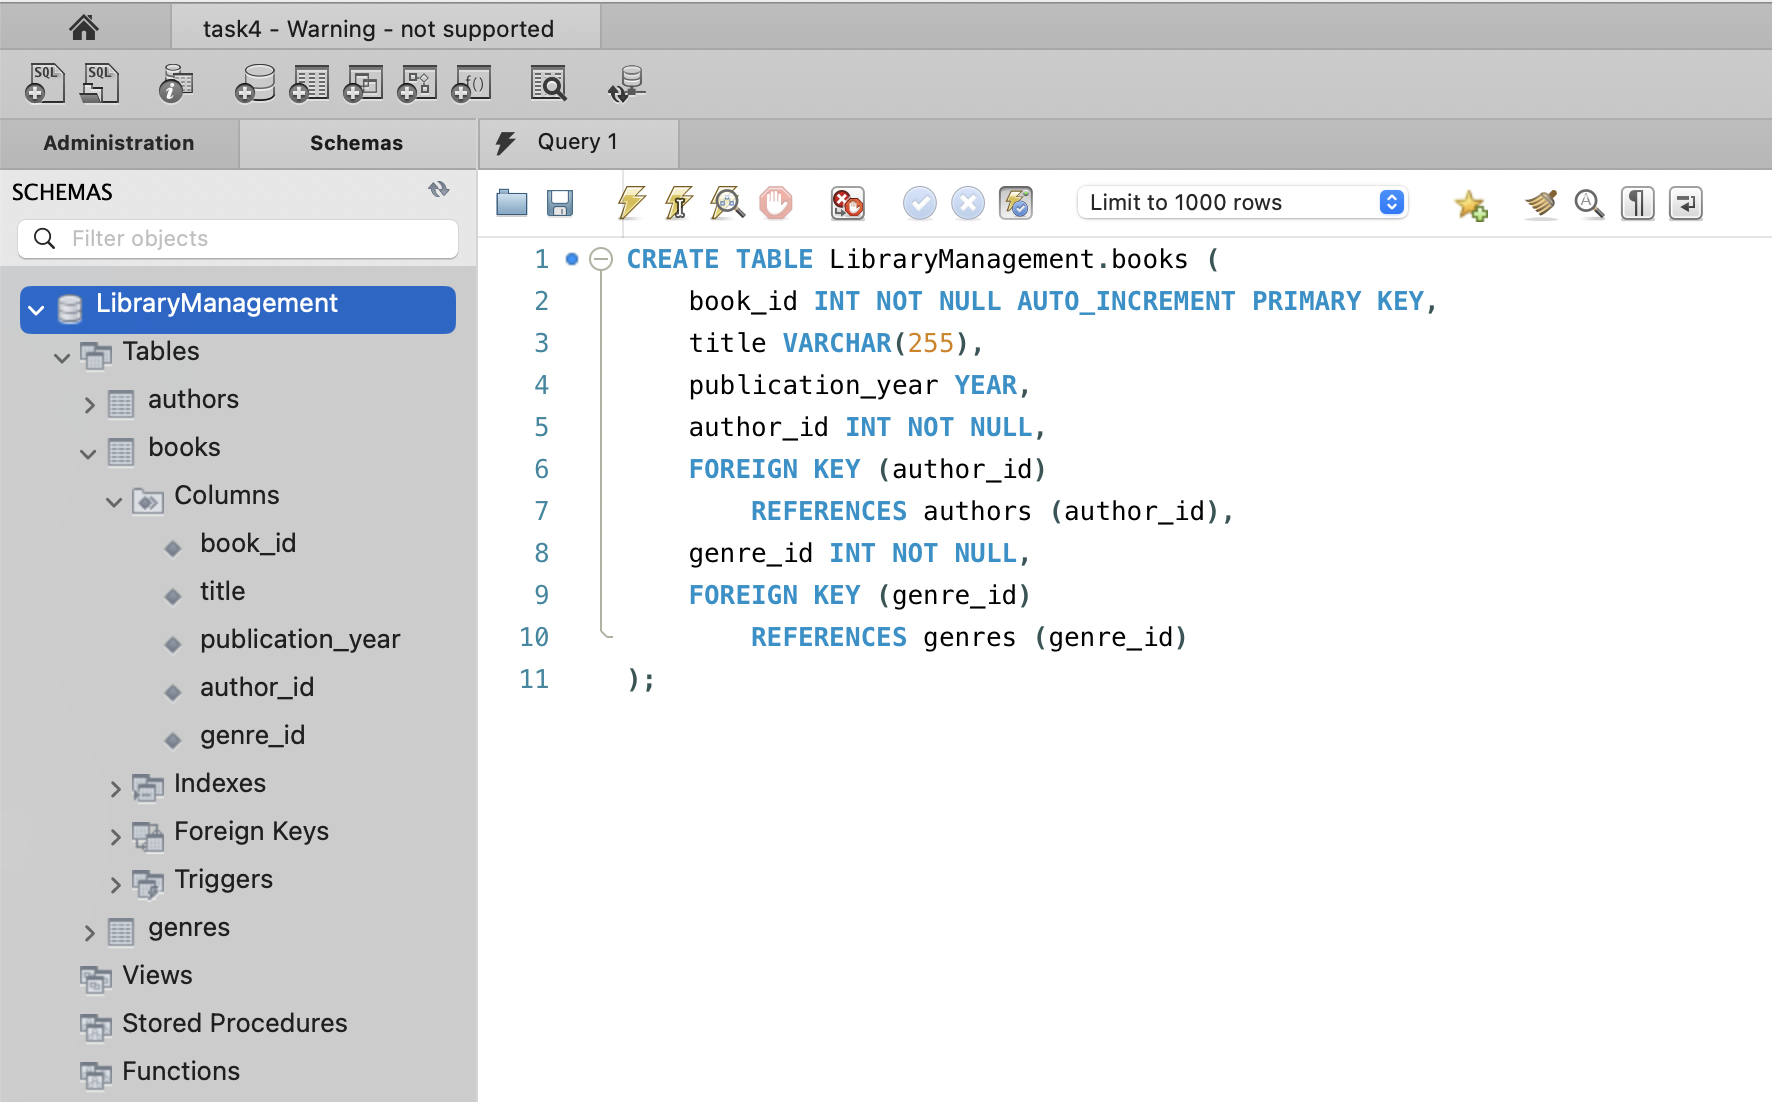 task4 - Warning - not supported
SQL
SQL
i
f()
Administration
Schemas
Query 1
SCHEMAS
Filter objects
Limit to 1000 rows
A
¶
LibraryManagement
Tables
authors
books
Columns
book_id
title
publication_year
author_id
genre_id
Indexes
Foreign Keys
Triggers
genres
Views
Stored Procedures
Functions
1 CREATE TABLE LibraryManagement.books (
2 book_id INT NOT NULL AUTO_INCREMENT PRIMARY KEY,
3 title VARCHAR(255),
4 publication_year YEAR,
5 author_id INT NOT NULL,
6 FOREIGN KEY (author_id)
7 REFERENCES authors (author_id),
8 genre_id INT NOT NULL,
9 FOREIGN KEY (genre_id)
10 REFERENCES genres (genre_id)
11 );